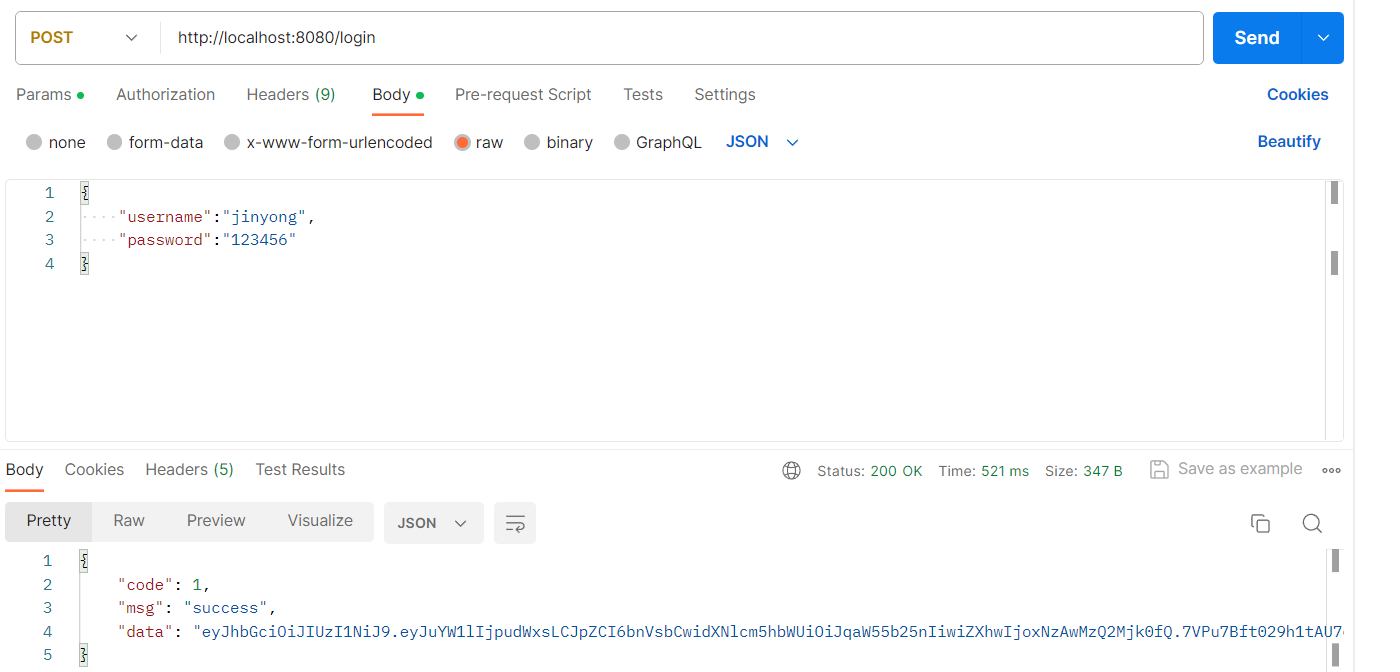 POST http://localhost:8080/login Send
Params Authorization Headers (9) Body Pre-request Script Tests Settings Cookies
none form-data x-www-form-urlencoded raw binary GraphQL JSON Beautify
1 {
2 "username":"jinyong",
3 "password":"123456"
4 }
Body Cookies Headers (5) Test Results Status: 200 OK Time: 521 ms Size: 347 B Save as example
Pretty Raw Preview Visualize JSON
1 {
2 "code": 1,
3 "msg": "success",
4 "data": "eyJhbGciOiJIUzI1NiJ9.eyJuYW1lIjpudWxsLCJpZCI6bnVsbCwidXNlcm5hbWUiOiJqaW55b25nIiwiZXhwIjoxNzAwMzQ2Mjk0fQ.7VPu7Bft029h1tAU7
5 }